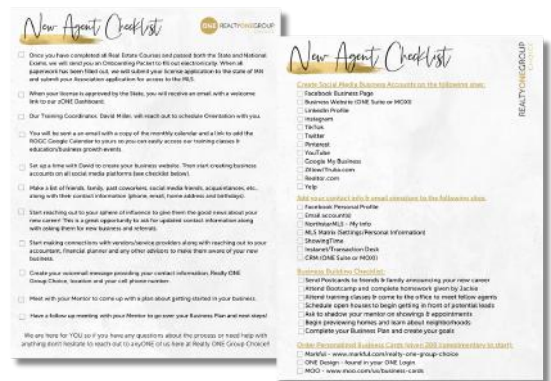 New Agent Checklist
ONE REALTYONEGROUP
Once you have completed all Real Estate Courses and passed both the State and National
Exams, we will send you an Onboarding Packet to fill out electronically. When all
paperwork has been filled out, we will submit your license application to the state of MN
and submit your Association application for access to the MLS.
When your license is approved by the State, you will receive an email with a welcome
link to our zONE Dashboard.
Our Training Coordinator, David Miller, will reach out to schedule Orientation with you.
You will be sent an email with a copy of the monthly calendar and a link to add the
ROGC Google Calendar to yours so you can easily access our training classes &
education/business growth events.
Set up a time with David to create your business website. Then start creating business
accounts on all social media platforms (see checklist below).
Make a list of friends, family, past coworkers, social media friends, acquaintances, etc.,
along with their contact information (phone, email, home address and birthdays).
Start reaching out to your sphere of influence to give them the good news about your
new career! This is a great opportunity to ask for updated contact information along
with asking them for new business and referrals.
Start making connections with vendors/service providers along with reaching out to your
accountant, financial planner and any other advisors to make them aware of your new
business.
Create your voicemail message providing your contact information, Realty ONE
Group Choice, location and your cell phone number.
Meet with your Mentor to come up with a plan about getting started in your business.
Have a follow up meeting with your Mentor to go over your Business Plan and next steps!
We are here for YOU so if you have any questions about the process or need help with
anything don't hesitate to reach out to anyONE of us here at Realty ONE Group Choice!!
New Agent Checklist
REALTYONEGROUP
Create Social Media Business Accounts on the following sites:
Facebook Business Page
Business Website (ONE Suite or MOXI)
LinkedIn Profile
Instagram
TikTok
Twitter
Pinterest
YouTube
Google My Business
Zillow/Trulia.com
Realtor.com
Yelp
Add your contact info & email signature to the following sites:
Facebook Personal Profile
Email account(s)
NorthstarMLS - My Info
MLS Matrix (Settings/Personal Information)
ShowingTime
Instanet/Transaction Desk
CRM (ONE Suite or MOXI)
Business Building Checklist:
Send Postcards to friends & family announcing your new career
Attend Bootcamp and complete homework given by Jackie
Attend training classes & come to the office to meet fellow agents
Schedule open houses to begin getting in front of potential leads
Ask to shadow your mentor on showings & appointments
Begin previewing homes and learn about neighborhoods
Complete your Business Plan and create your goals
Order Personalized Business Cards (given 200 complimentary to start):
Markful - www.markful.com/realty-one-group-choice
ONE Design - found in your ONE Login
MOO - www.moo.com/us/business-cards